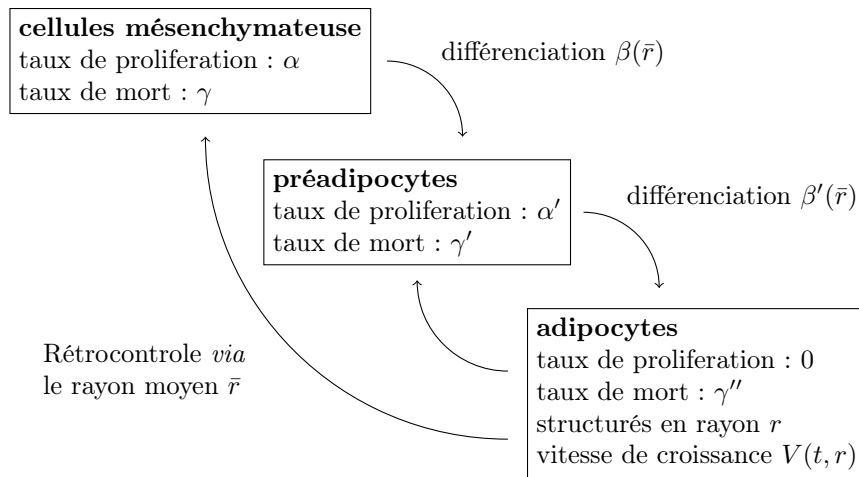 cellules mésenchymateuse
taux de proliferation : α
taux de mort : γ
différenciation β(r̄)
préadipocytes
taux de proliferation : α′
taux de mort : γ′
différenciation β′(r̄)
adipocytes
taux de proliferation : 0
taux de mort : γ′′
structurés en rayon r
vitesse de croissance V(t, r)
Rétrocontrole via
le rayon moyen r̄